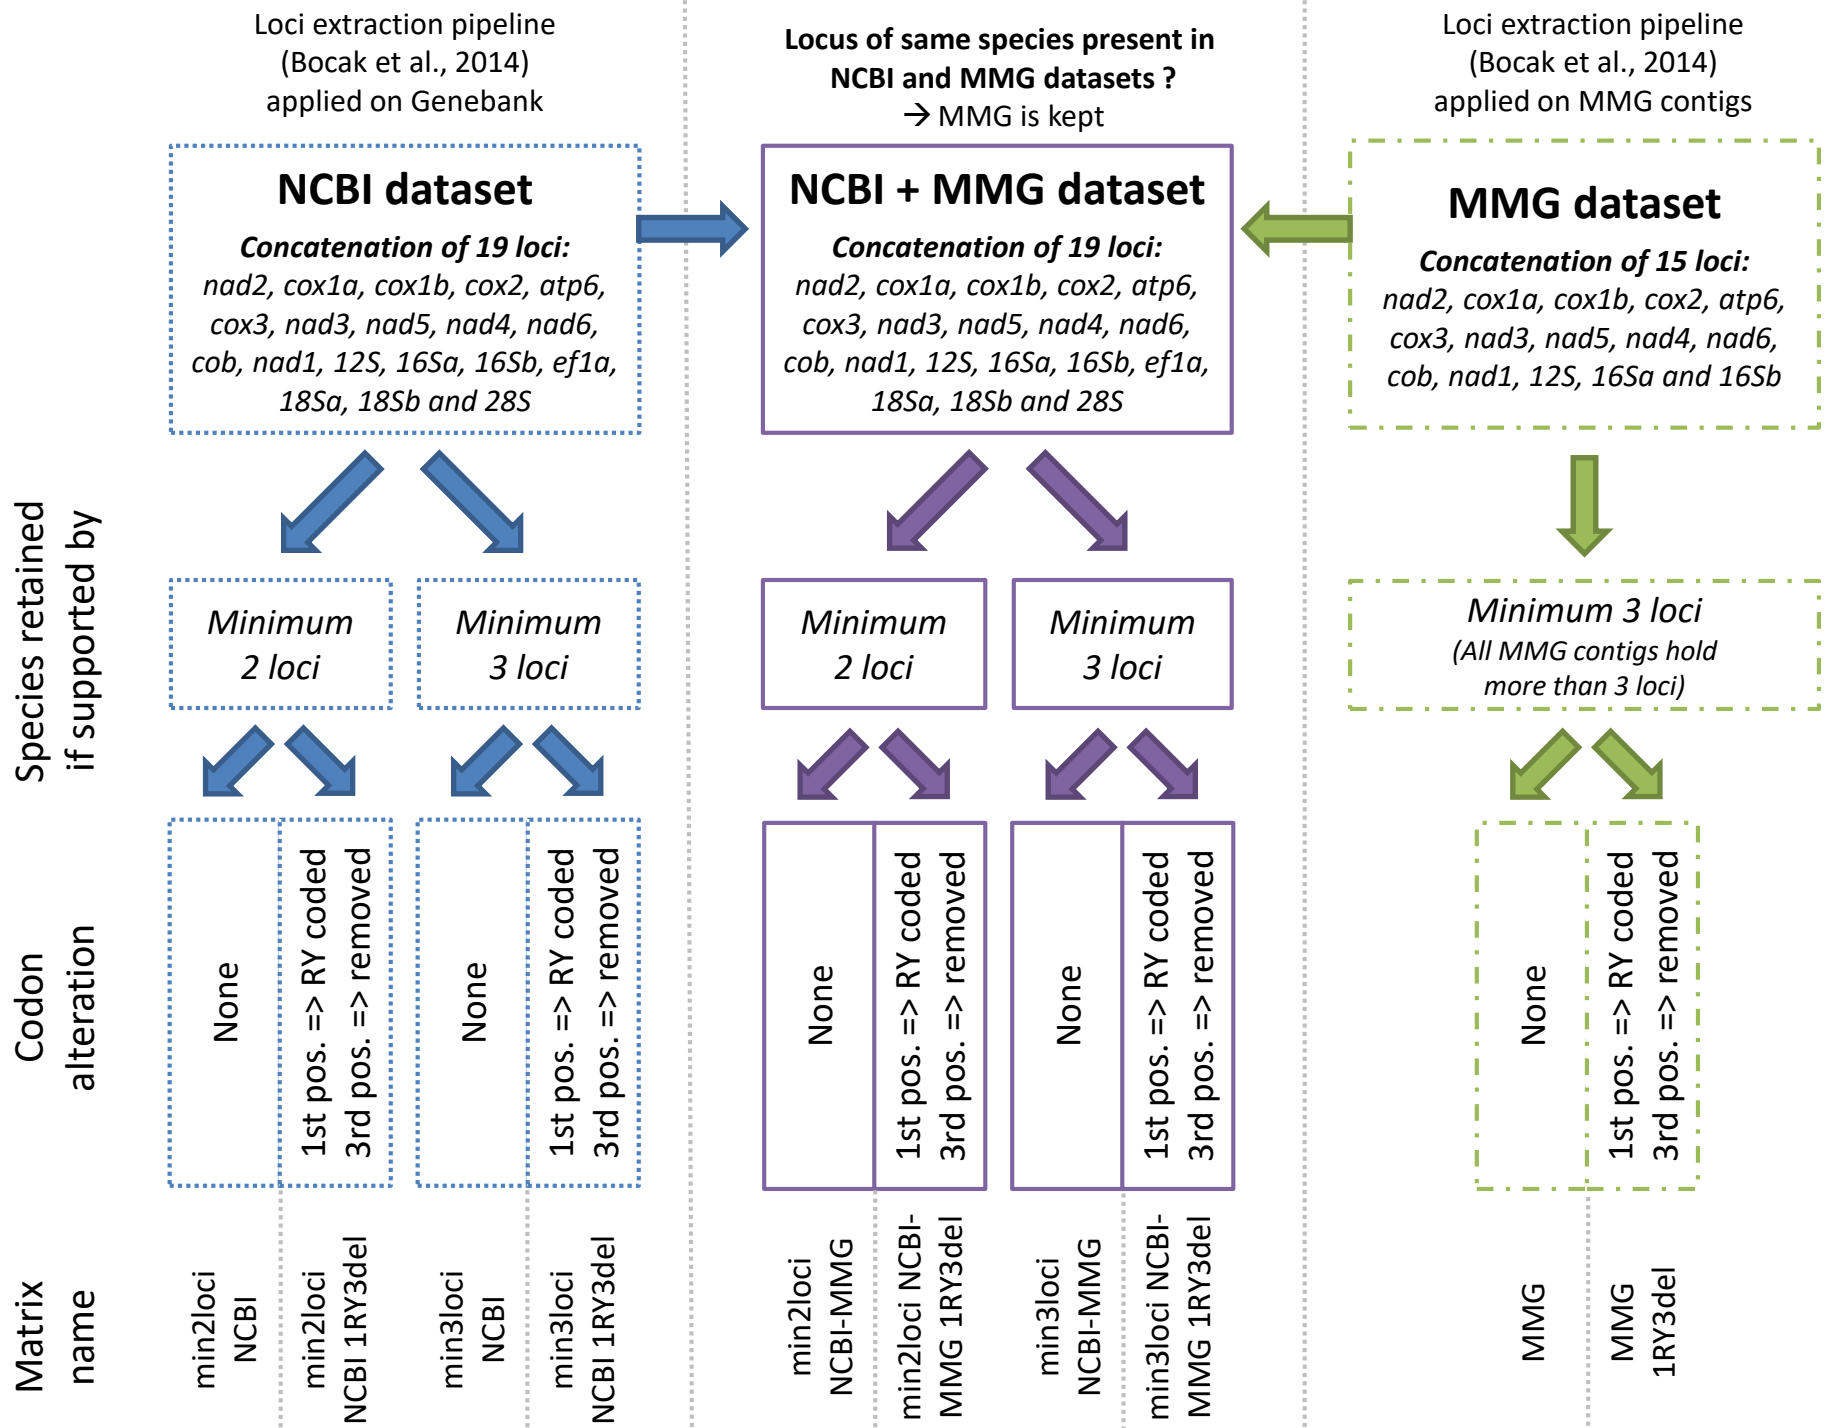 Loci extraction pipeline
(Bocak et al., 2014)
applied on Genebank
Locus of same species present in
NCBI and MMG datasets ?
→ MMG is kept
Loci extraction pipeline
(Bocak et al., 2014)
applied on MMG contigs
NCBI dataset
Concatenation of 19 loci:
nad2, cox1a, cox1b, cox2, atp6,
cox3, nad3, nad5, nad4, nad6,
cob, nad1, 12S, 16Sa, 16Sb, ef1a,
18Sa, 18Sb and 28S
NCBI + MMG dataset
Concatenation of 19 loci:
nad2, cox1a, cox1b, cox2, atp6,
cox3, nad3, nad5, nad4, nad6,
cob, nad1, 12S, 16Sa, 16Sb, ef1a,
18Sa, 18Sb and 28S
MMG dataset
Concatenation of 15 loci:
nad2, cox1a, cox1b, cox2, atp6,
cox3, nad3, nad5, nad4, nad6,
cob, nad1, 12S, 16Sa and 16Sb
Species retained
if supported by
Minimum
2 loci
Minimum
3 loci
Minimum
2 loci
Minimum
3 loci
Minimum 3 loci
(All MMG contigs hold
more than 3 loci)
Codon
alteration
None
1st pos. => RY coded
3rd pos. => removed
None
1st pos. => RY coded
3rd pos. => removed
None
1st pos. => RY coded
3rd pos. => removed
None
1st pos. => RY coded
3rd pos. => removed
None
1st pos. => RY coded
3rd pos. => removed
Matrix
name
min2loci
NCBI
min2loci
NCBI 1RY3del
min3loci
NCBI
min3loci
NCBI 1RY3del
min2loci
NCBI-MMG
min2loci NCBI-
MMG 1RY3del
min3loci
NCBI-MMG
min3loci NCBI-
MMG 1RY3del
MMG
MMG
1RY3del